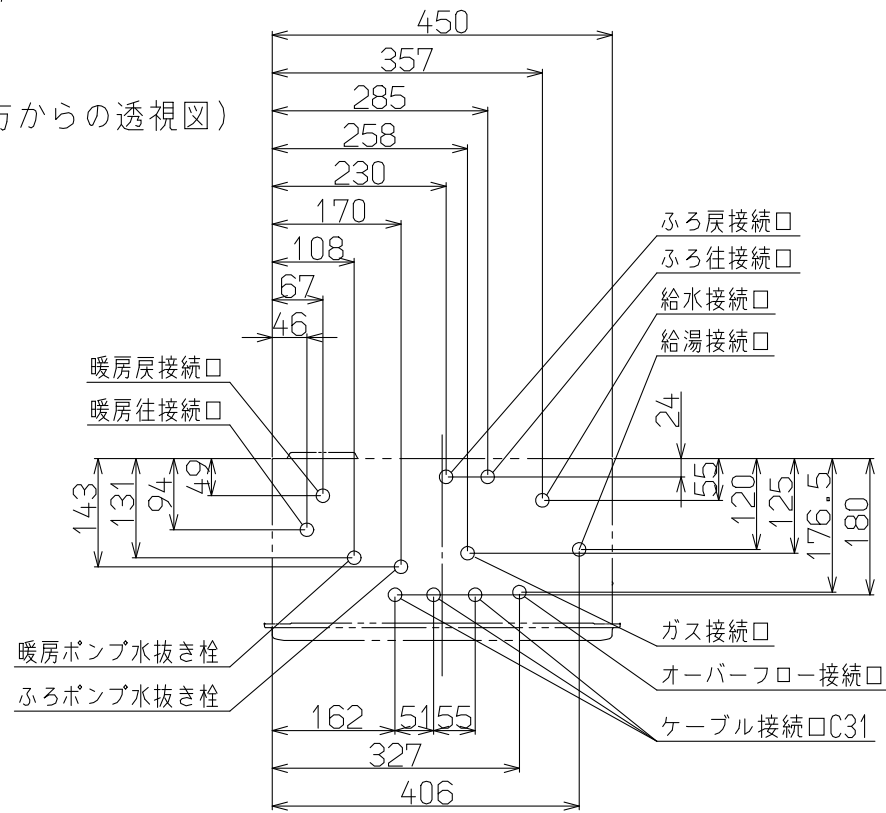 450
357
285
方からの透視図)
258
230
170
108
67
46
ふろ戻接続口
ふろ往接続口
給水接続口
給湯接続口
暖房戻接続口
暖房往接続口
24
49
94
131
143
55
120
125
176.5
180
暖房ポンプ水抜き栓
ふろポンプ水抜き栓
ガス接続口
オーバーフロー接続口
ケーブル接続口C31
162
51
55
327
406